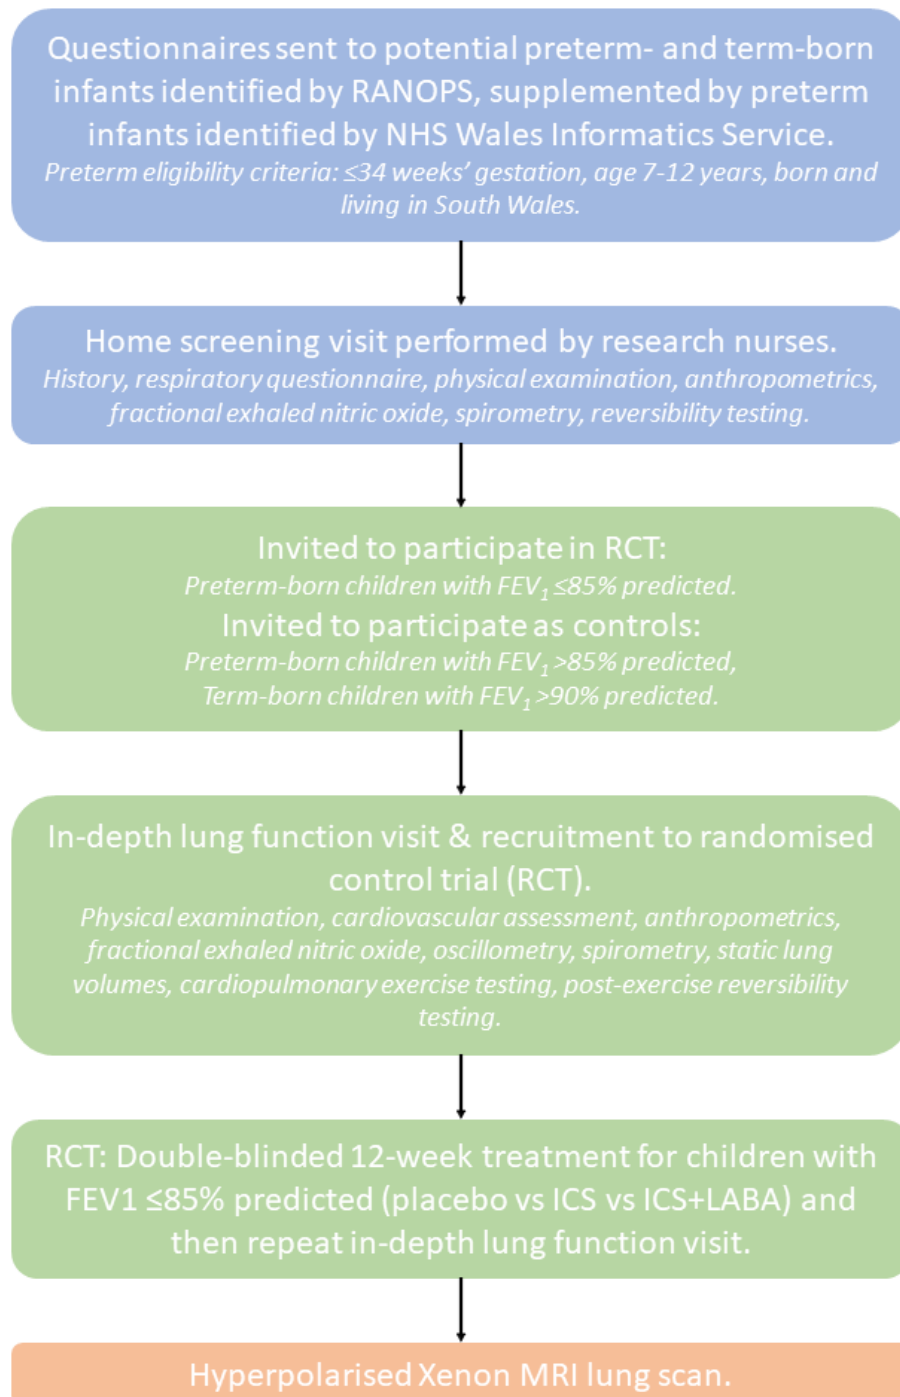 Questionnaires sent to potential preterm- and term-born
infants identified by RANOPS, supplemented by preterm
infants identified by NHS Wales Informatics Service.
Preterm eligibility criteria: ≤34 weeks’ gestation, age 7-12 years, born and
living in South Wales.
Home screening visit performed by research nurses.
History, respiratory questionnaire, physical examination, anthropometrics,
fractional exhaled nitric oxide, spirometry, reversibility testing.
Invited to participate in RCT:
Preterm-born children with FEV₁ ≤85% predicted.
Invited to participate as controls:
Preterm-born children with FEV₁ >85% predicted,
Term-born children with FEV₁ >90% predicted.
In-depth lung function visit & recruitment to randomised
control trial (RCT).
Physical examination, cardiovascular assessment, anthropometrics,
fractional exhaled nitric oxide, oscillometry, spirometry, static lung
volumes, cardiopulmonary exercise testing, post-exercise reversibility
testing.
RCT: Double-blinded 12-week treatment for children with
FEV1 ≤85% predicted (placebo vs ICS vs ICS+LABA) and
then repeat in-depth lung function visit.
Hyperpolarised Xenon MRI lung scan.